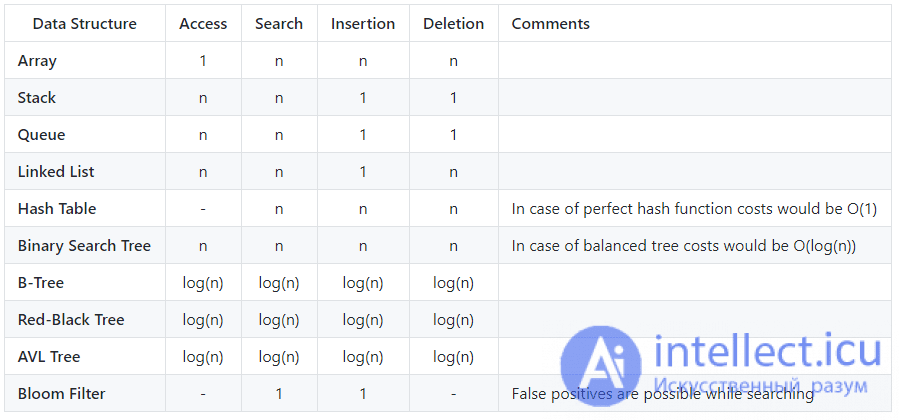 Data Structure Access Search Insertion Deletion Comments
Array 1 n n n
Stack n n 1 1
Queue n n 1 1
Linked List n n 1 n
Hash Table - n n n In case of perfect hash function costs would be O(1)
Binary Search Tree n n n n In case of balanced tree costs would be O(log(n))
B-Tree log(n) log(n) log(n) log(n)
Red-Black Tree log(n) log(n) log(n) log(n)
AVL Tree log(n) log(n) log(n) log(n)
Bloom Filter - 1 1 - False positives are possible while searching
Ai
intellect.icu
Искусственный разум